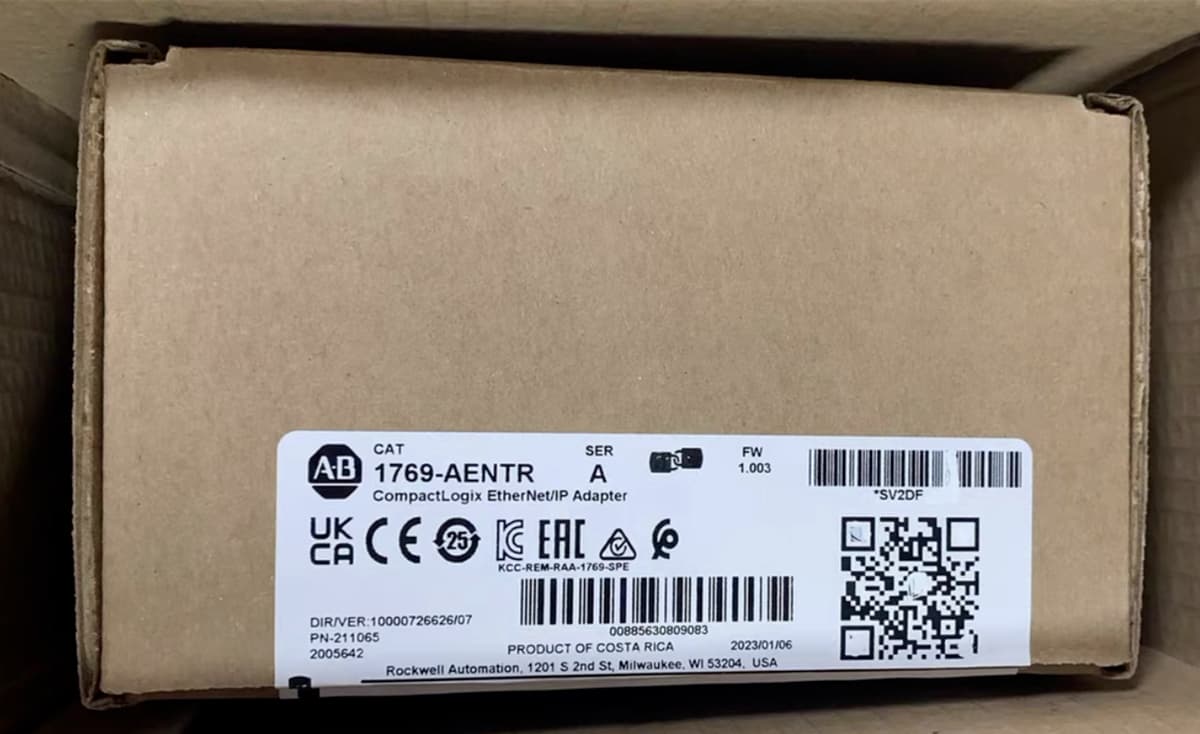 A-B
CAT
1769-AENTR
CompactLogix EtherNet/IP Adapter
SER
A
FW
1.003
*SV2DF
UK
CA
CE
25
EAC
KCC-REM-RAA-1769-SPE
00885630809083
DIR/VER:10000726626/07
PN-211065
2005642
PRODUCT OF COSTA RICA
2023/01/06
Rockwell Automation, 1201 S 2nd St, Milwaukee, WI 53204, USA